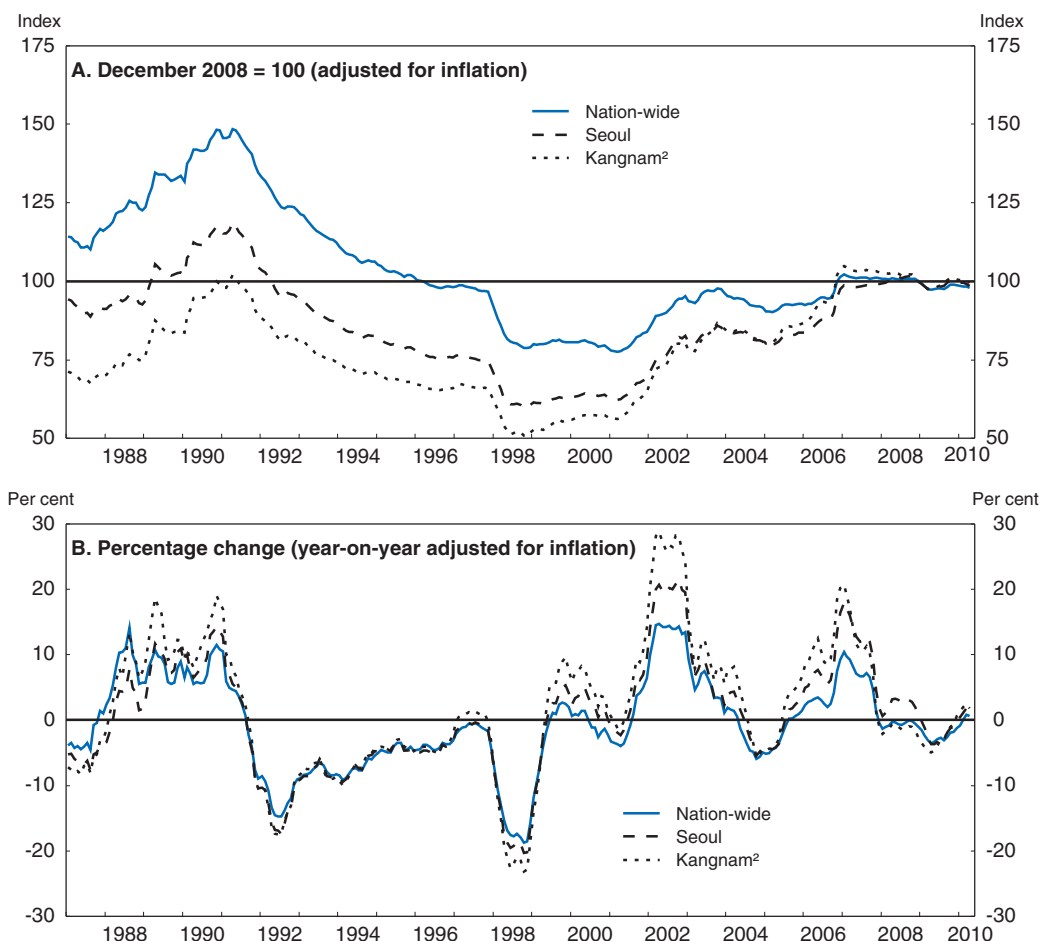 Index Index
175 175
A. December 2008 = 100 (adjusted for inflation)
Nation-wide
150 150
Seoul
Kangnam²
125 125
100 100
75 75
50 50
1988 1990 1992 1994 1996 1998 2000 2002 2004 2006 2008 2010
Per cent Per cent
30 30
B. Percentage change (year-on-year adjusted for inflation)
20 20
10 10
0 0
-10 -10
Nation-wide
Seoul
-20 -20
Kangnam²
-30 -30
1988 1990 1992 1994 1996 1998 2000 2002 2004 2006 2008 2010